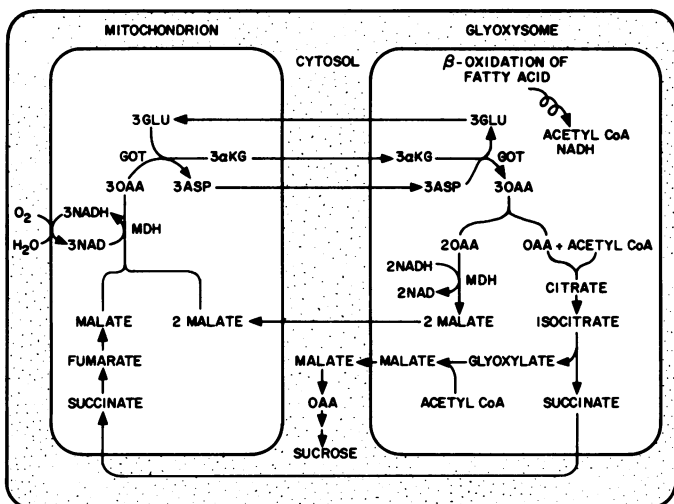 MITOCHONDRION
GLYOXYSOME
CYTOSOL
β-OXIDATION OF
FATTY ACID
ACETYL CoA
NADH
3GLU
3GLU
GOT
3αKG
3αKG
GOT
3OAA
3ASP
3ASP
3OAA
O2
3NADH
H2O
3NAD
MDH
2OAA
OAA + ACETYL CoA
2NADH
MDH
2NAD
CITRATE
MALATE
2 MALATE
2 MALATE
ISOCITRATE
FUMARATE
MALATE
MALATE
GLYOXYLATE
SUCCINATE
OAA
ACETYL CoA
SUCCINATE
SUCROSE